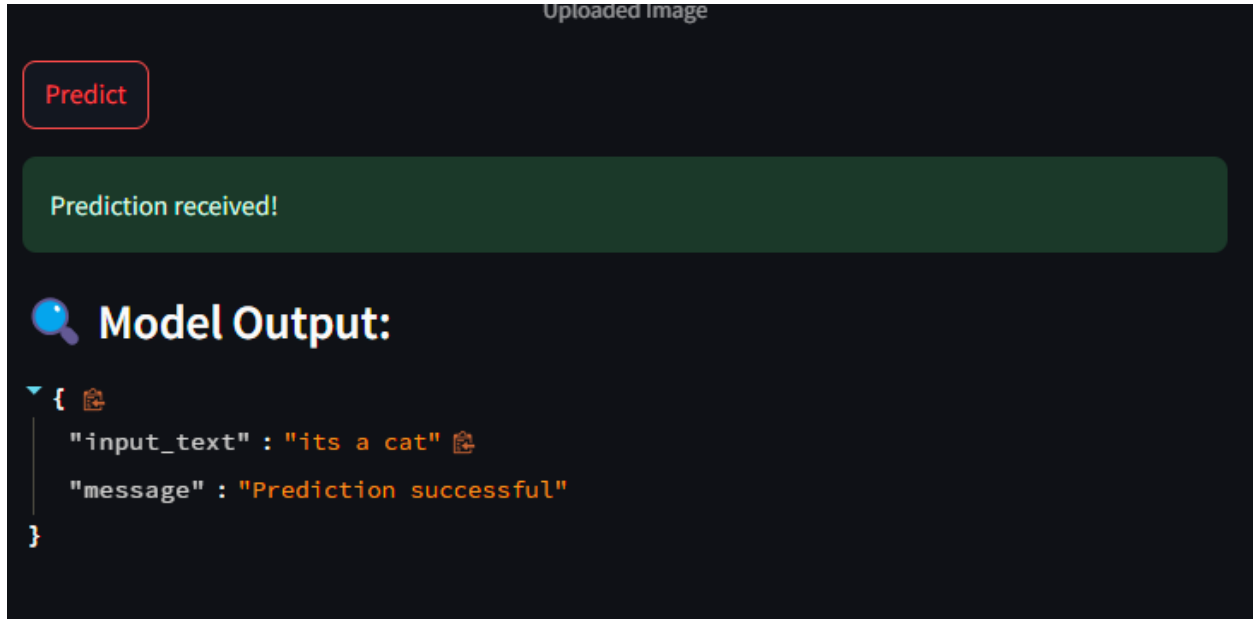 Uploaded Image
Predict
Prediction received!
Model Output:
{
"input_text" : "its a cat"
"message" : "Prediction successful"
}